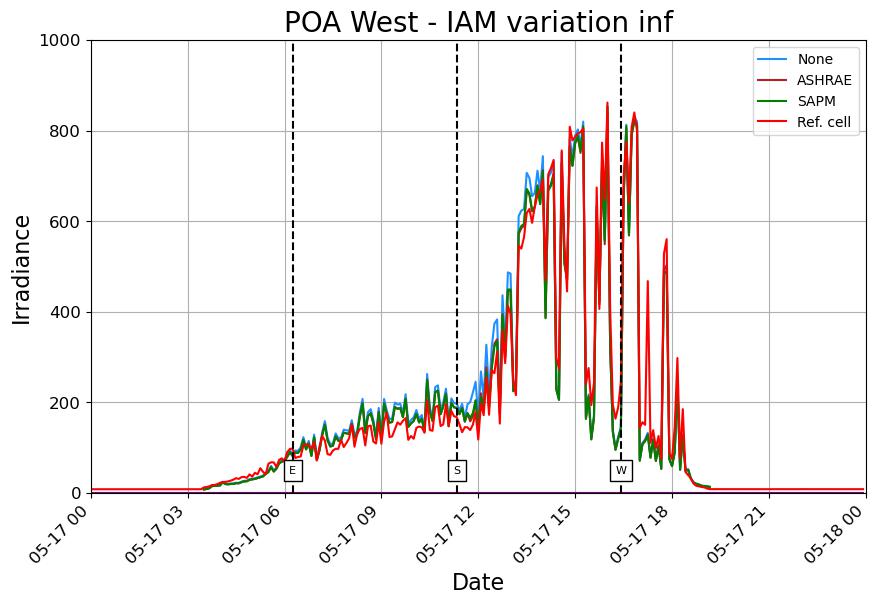 POA West - IAM variation inf
1000
800
600
400
200
0
Irradiance
None
ASHRAE
SAPM
Ref. cell
E
S
W
05-17 00
05-17 03
05-17 06
05-17 09
05-17 12
05-17 15
05-17 18
05-17 21
05-18 00
Date